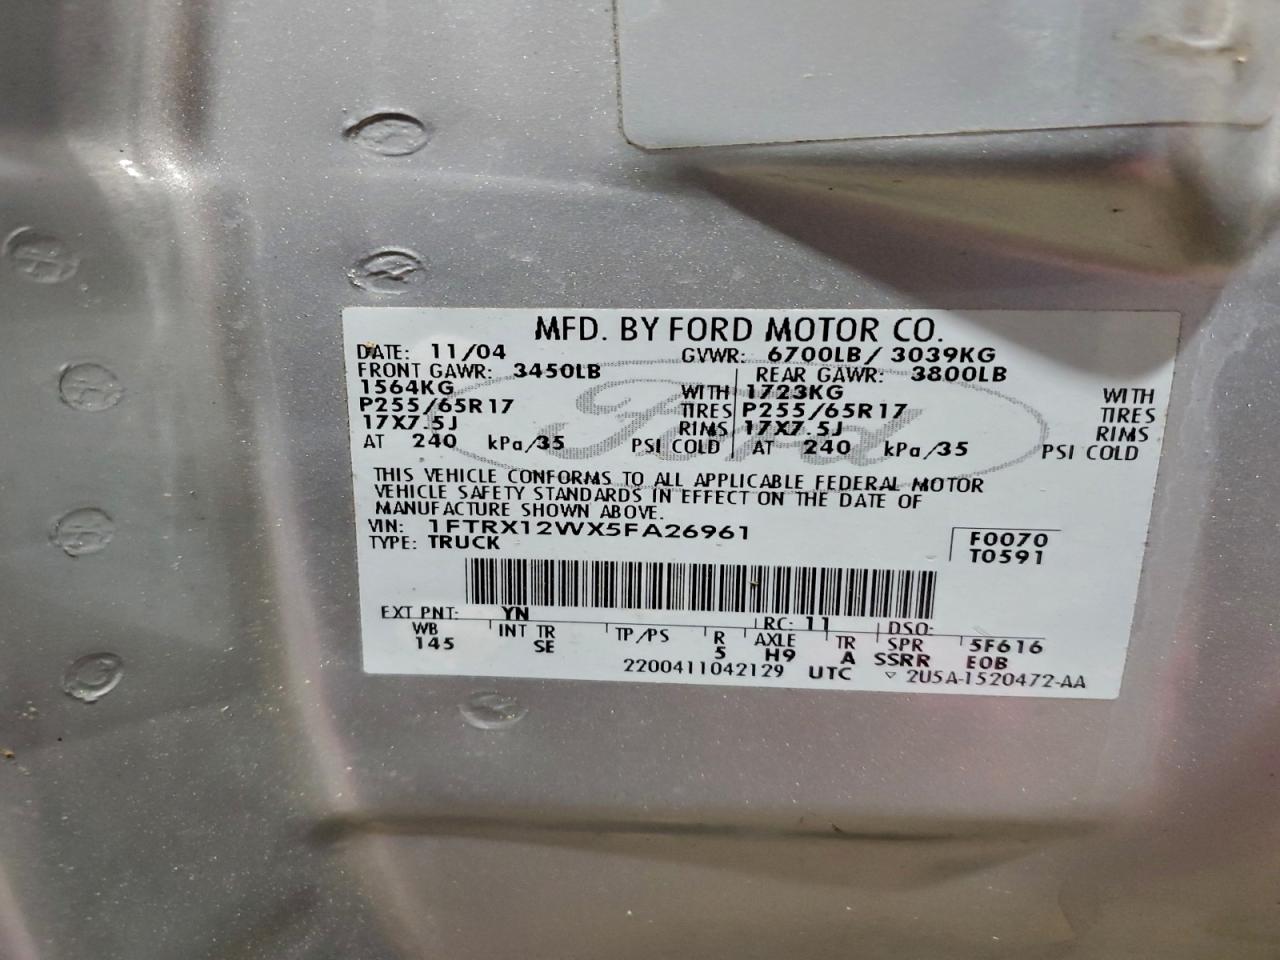 MFD. BY FORD MOTOR CO.
DATE: 11/04 GVWR: 6700LB/ 3039KG
FRONT GAWR: 3450LB REAR GAWR: 3800LB
1564KG WITH 1723KG WITH
P255/65R17 TIRES P255/65R17 TIRES
17X7.5J RIMS 17X7.5J RIMS
AT 240 kPa/35 PSI COLD AT 240 kPa/35 PSI COLD
Ford
THIS VEHICLE CONFORMS TO ALL APPLICABLE FEDERAL MOTOR
VEHICLE SAFETY STANDARDS IN EFFECT ON THE DATE OF
MANUFACTURE SHOWN ABOVE.
VIN: 1FTRX12WX5FA26961 F0070
TYPE: TRUCK T0591
EXT PNT: YN RC: 11 DSO:
WB INT TR TP/PS R AXLE TR SPR 5F616
145 SE 5 H9 A SSRR EOB
2200411042129 UTC ▽ 2U5A-1520472-AA